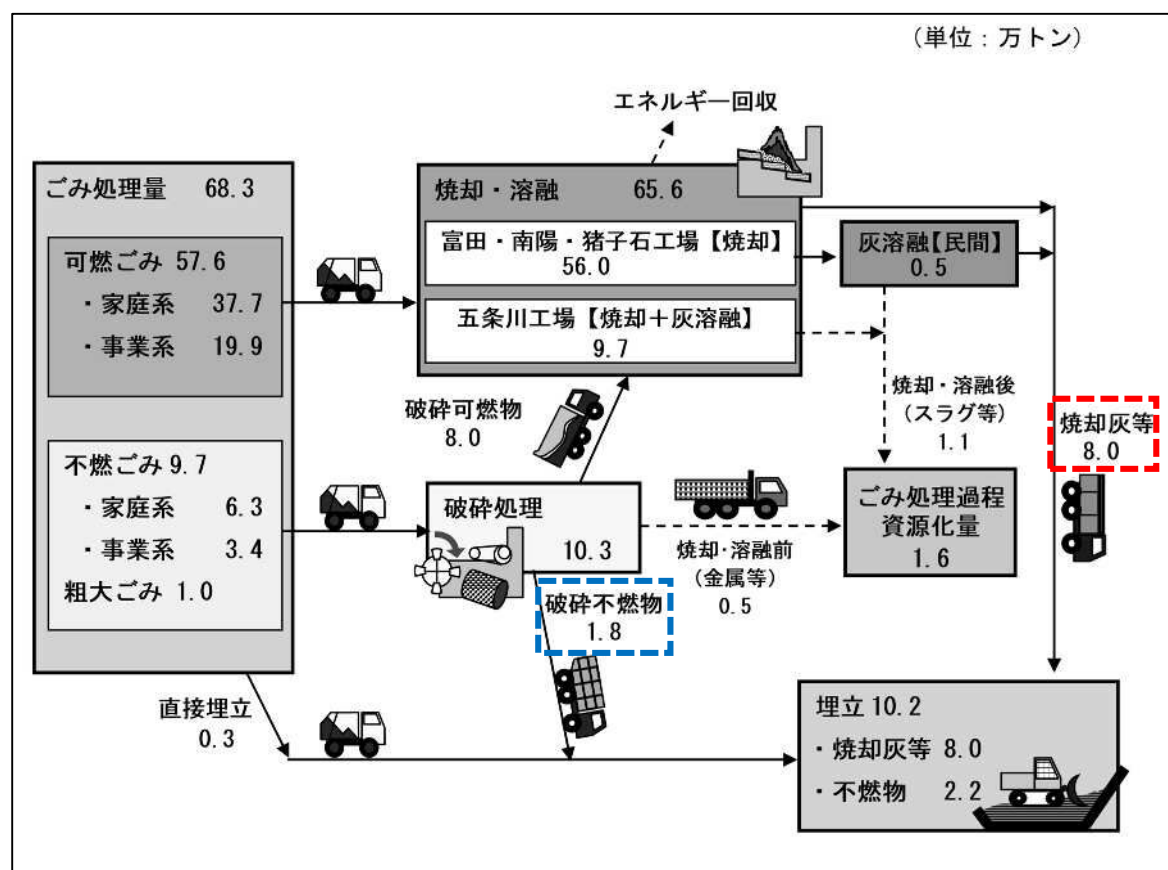 （単位：万トン）
エネルギー回収
ごみ処理量 68.3
可燃ごみ 57.6
・家庭系 37.7
・事業系 19.9
不燃ごみ 9.7
・家庭系 6.3
・事業系 3.4
粗大ごみ 1.0
焼却・溶融 65.6
富田・南陽・猪子石工場【焼却】
56.0
五条川工場【焼却＋灰溶融】
9.7
灰溶融【民間】
0.5
破砕可燃物
8.0
焼却・溶融後
（スラグ等）
1.1
焼却灰等
8.0
破砕処理
10.3
焼却・溶融前
（金属等）
0.5
ごみ処理過程
資源化量
1.6
破砕不燃物
1.8
直接埋立
0.3
埋立 10.2
・焼却灰等 8.0
・不燃物 2.2